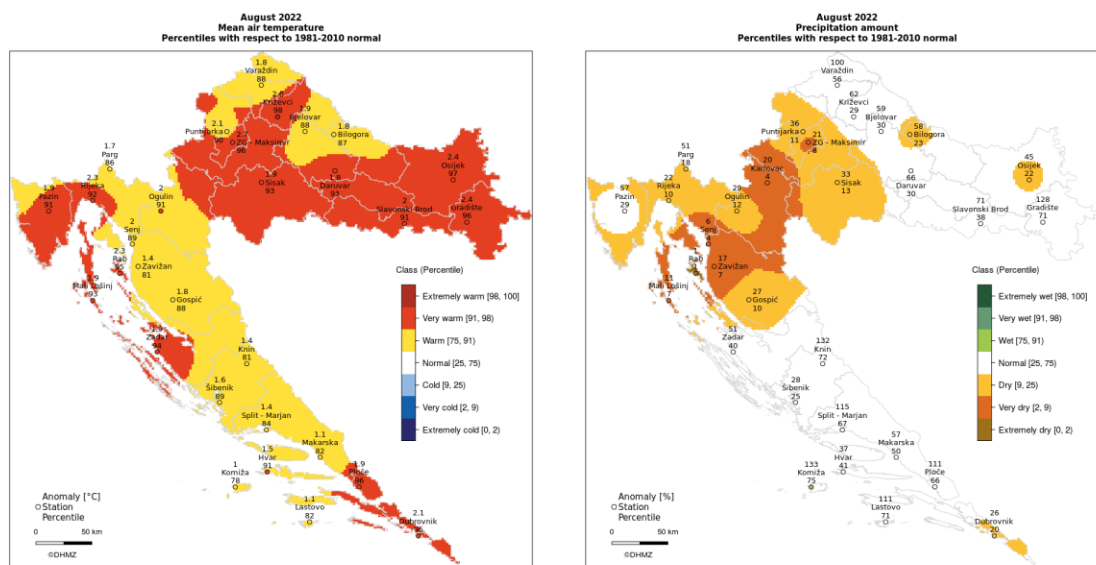 August 2022
Mean air temperature
Percentiles with respect to 1981-2010 normal
1.8
Varaždin
88
2.6
Križevci
98
1.9
Bjelovar
88
2.1
Puntijarka
90
2.7
ZG - Maksimir
96
1.8
Bilogora
87
1.7
Parg
86
2.4
Osijek
97
1.9
Pazin
91
2.3
Rijeka
92
2
Ogulin
91
1.9
Sisak
93
1.8
Daruvar
93
2
Slavonski Brod
91
2.4
Gradište
96
2
Senj
89
2.3
Rab
95
1.4
Zavižan
81
1.9
Mali Lošinj
93
1.8
Gospić
88
1.9
Zadar
94
1.4
Knin
81
1.6
Šibenik
89
1.4
Split - Marjan
84
1.1
Makarska
82
1.5
Hvar
91
1
Komiža
78
1.9
Ploče
96
1.1
Lastovo
82
2.1
Dubrovnik
Class (Percentile)
Extremely warm [98, 100]
Very warm [91, 98)
Warm [75, 91)
Normal [25, 75)
Cold [9, 25)
Very cold [2, 9)
Extremely cold [0, 2)
Anomaly [°C]
Station
Percentile
0 50 km
©DHMZ
August 2022
Precipitation amount
Percentiles with respect to 1981-2010 normal
100
Varaždin
56
62
Križevci
29
59
Bjelovar
30
36
Puntijarka
11
21
ZG - Maksimir
8
58
Bilogora
23
51
Parg
18
20
Karlovac
45
Osijek
22
57
Pazin
29
22
Rijeka
10
29
Ogulin
12
33
Sisak
13
66
Daruvar
30
71
Slavonski Brod
38
128
Gradište
71
6
Senj
4
1
Rab
17
Zavižan
7
11
Mali Lošinj
7
27
Gospić
10
51
Zadar
40
132
Knin
72
28
Šibenik
25
115
Split - Marjan
67
57
Makarska
50
37
Hvar
41
133
Komiža
75
111
Ploče
66
111
Lastovo
71
26
Dubrovnik
20
Class (Percentile)
Extremely wet [98, 100]
Very wet [91, 98)
Wet [75, 91)
Normal [25, 75)
Dry [9, 25)
Very dry [2, 9)
Extremely dry [0, 2)
Anomaly [%]
Station
Percentile
0 50 km
©DHMZ